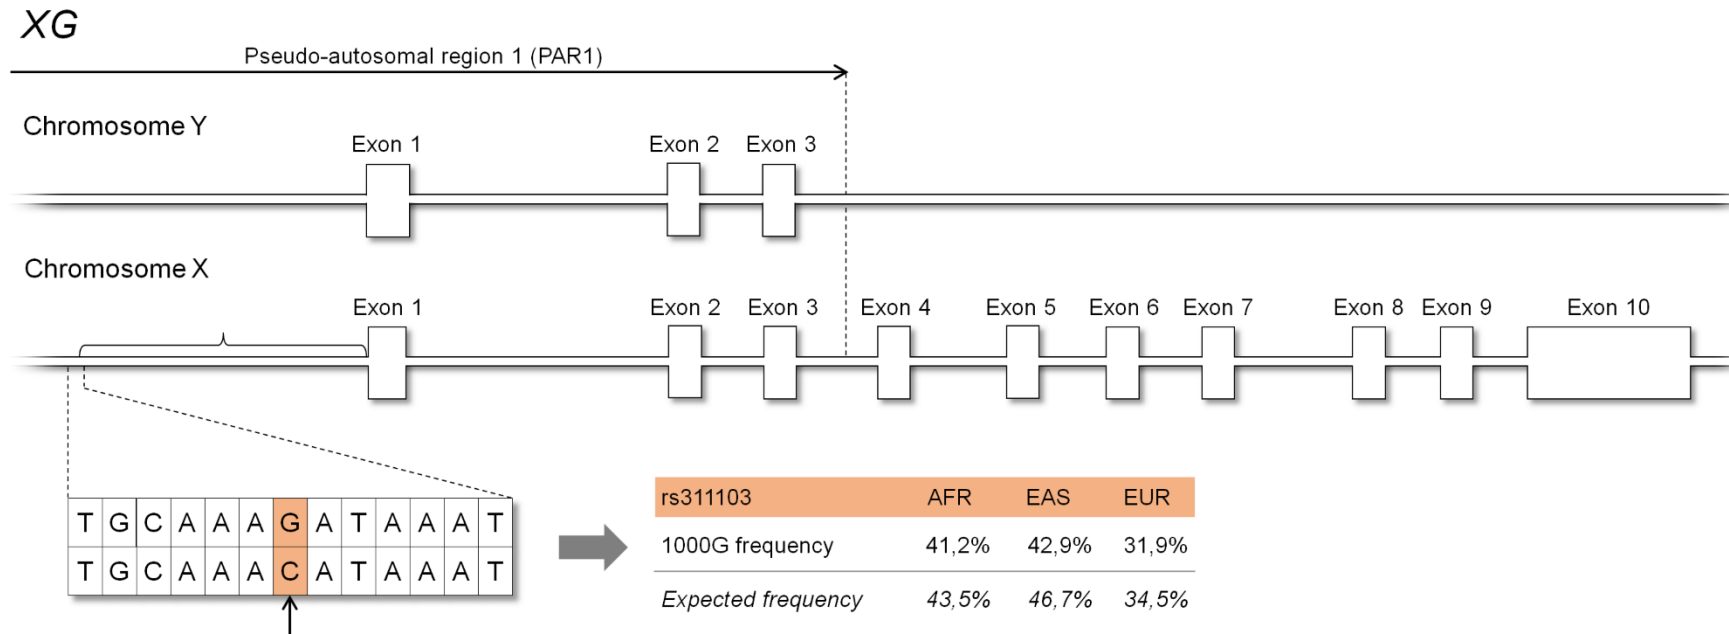 XG
Pseudo-autosomal region 1 (PAR1)
Chromosome Y
Exon 1 Exon 2 Exon 3
Chromosome X
Exon 1 Exon 2 Exon 3 Exon 4 Exon 5 Exon 6 Exon 7 Exon 8 Exon 9 Exon 10
T G C A A A G A T A A A T
T G C A A A C A T A A A T
rs311103 AFR EAS EUR
1000G frequency 41,2% 42,9% 31,9%
Expected frequency 43,5% 46,7% 34,5%